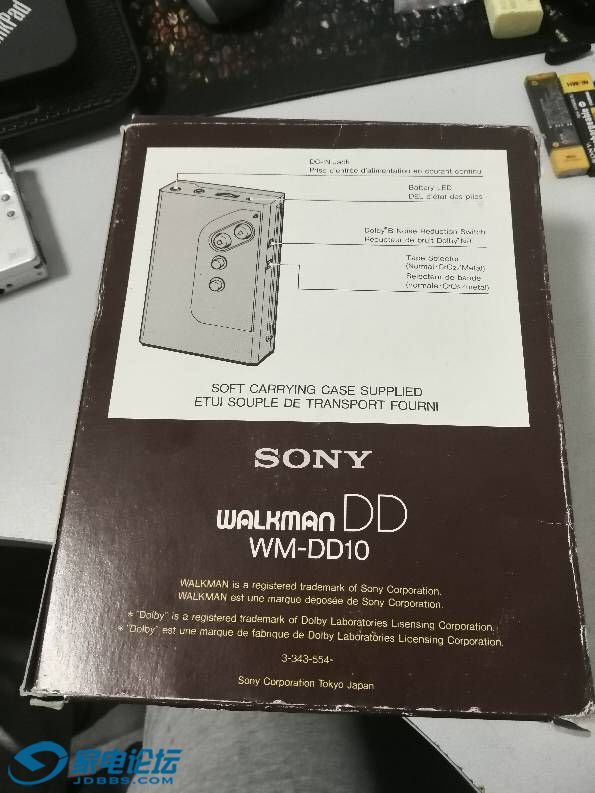 ThinkPad
DC-IN Jack
Prise d'entrée d'alimentation en courant continu
Battery LED
DEL d'état des piles
Dolby* B Noise Reduction Switch
Réducteur de bruit Dolby* NR
Tape Selector
(Normal·CrO2/Metal)
Sélecteur de bande
(normale·CrO2/métal)
SOFT CARRYING CASE SUPPLIED
ETUI SOUPLE DE TRANSPORT FOURNI
SONY
WALKMAN DD
WM-DD10
WALKMAN is a registered trademark of Sony Corporation.
WALKMAN est une marque déposée de Sony Corporation.
* "Dolby" is a registered trademark of Dolby Laboratories Lisensing Corporation.
* "Dolby" est une marque de fabrique de Dolby Laboratories Licensing Corporation.
3-343-554-
Sony Corporation Tokyo Japan
家电论坛
JDBBS.COM